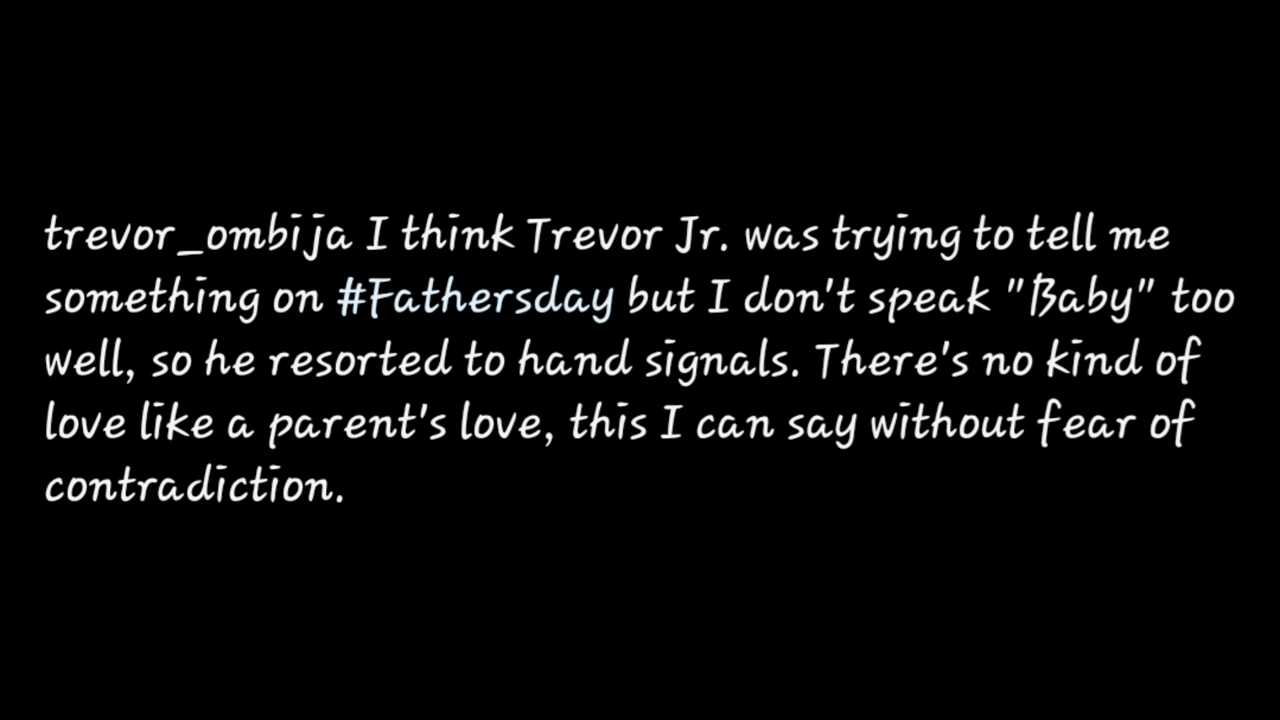 trevor_ombija I think Trevor Jr. was trying to tell me
something on #Fathersday but I don't speak "Baby" too
well, so he resorted to hand signals. There's no kind of
love like a parent's love, this I can say without fear of
contradiction.